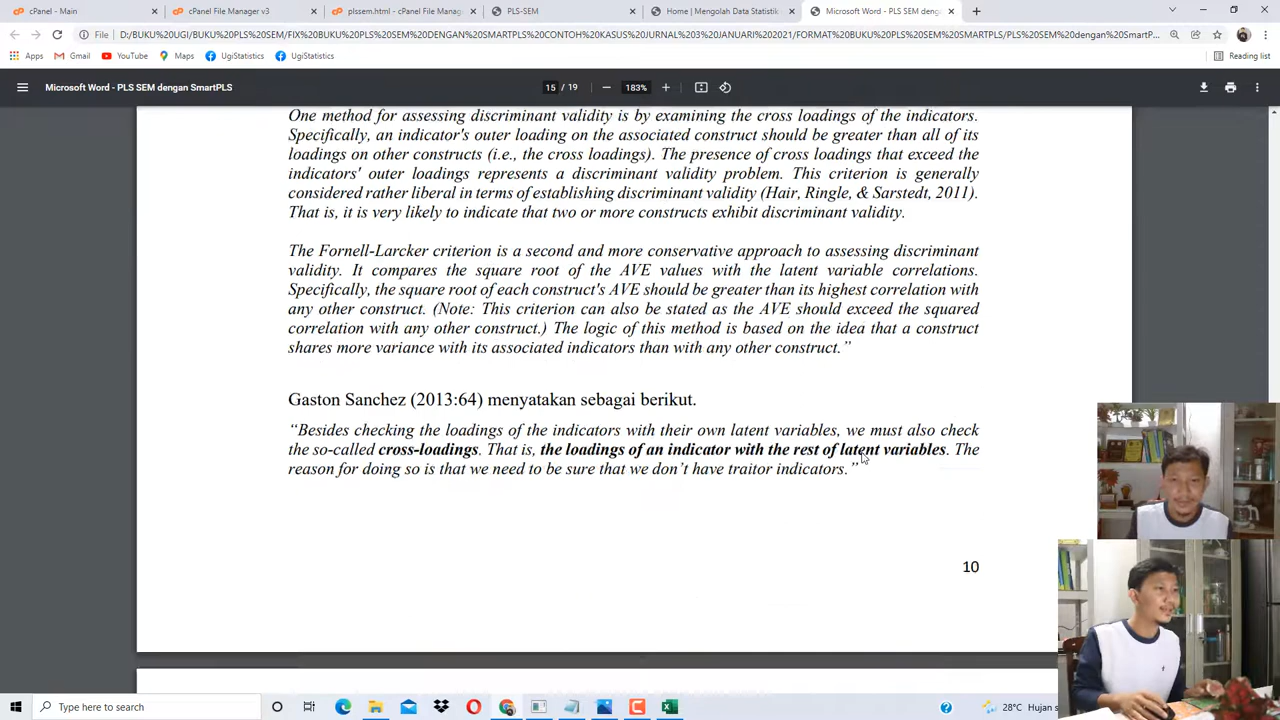 cPanel - Main
cPanel File Manager v3
plssem.html - cPanel File Manag
PLS-SEM
Home | Mengolah Data Statistik
Microsoft Word - PLS SEM deng
File
D:/BUKU%20UGI/BUKU%20PLS%20SEM/FIX%20BUKU%20PLS%20SEM%20DENGAN%20SMARTPLS%20CONTOH%20KASUS%20JURNAL%203%20JANUARI%202021/FORMAT%20BUKU%20PLS%20SEM%20SMARTPLS/PLS%20SEM%20dengan%20SmartP...
Apps
Gmail
YouTube
Maps
UgiStatistics
UgiStatistics
Reading list
Microsoft Word - PLS SEM dengan SmartPLS
15 / 19
183%
One method for assessing discriminant validity is by examining the cross loadings of the indicators.
Specifically, an indicator's outer loading on the associated construct should be greater than all of its
loadings on other constructs (i.e., the cross loadings). The presence of cross loadings that exceed the
indicators' outer loadings represents a discriminant validity problem. This criterion is generally
considered rather liberal in terms of establishing discriminant validity (Hair, Ringle, & Sarstedt, 2011).
That is, it is very likely to indicate that two or more constructs exhibit discriminant validity.
The Fornell-Larcker criterion is a second and more conservative approach to assessing discriminant
validity. It compares the square root of the AVE values with the latent variable correlations.
Specifically, the square root of each construct's AVE should be greater than its highest correlation with
any other construct. (Note: This criterion can also be stated as the AVE should exceed the squared
correlation with any other construct.) The logic of this method is based on the idea that a construct
shares more variance with its associated indicators than with any other construct.”
Gaston Sanchez (2013:64) menyatakan sebagai berikut.
“Besides checking the loadings of the indicators with their own latent variables, we must also check
the so-called cross-loadings. That is, the loadings of an indicator with the rest of latent variables. The
reason for doing so is that we need to be sure that we don’t have traitor indicators.”
10
Type here to search
28°C Hujan s